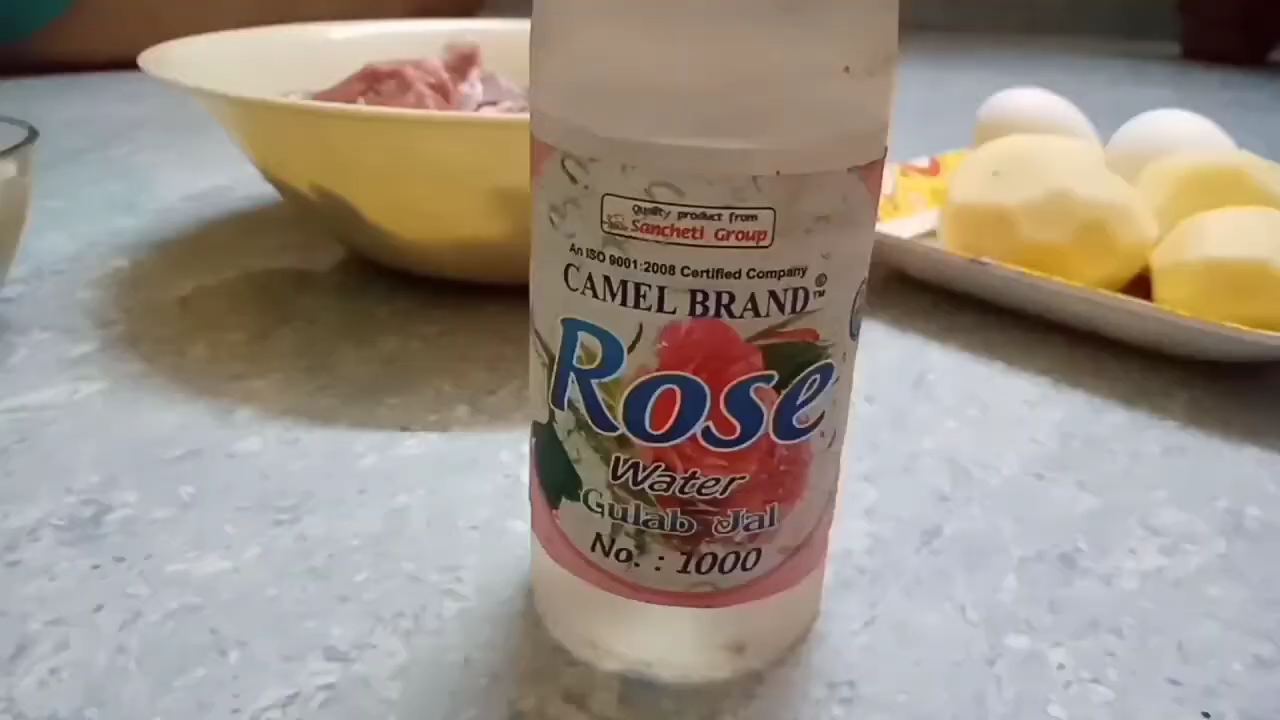 Quality product from
Sancheti Group
An ISO 9001:2008 Certified Company
CAMEL BRAND®™
Rose
Water
Gulab Jal
No. : 1000